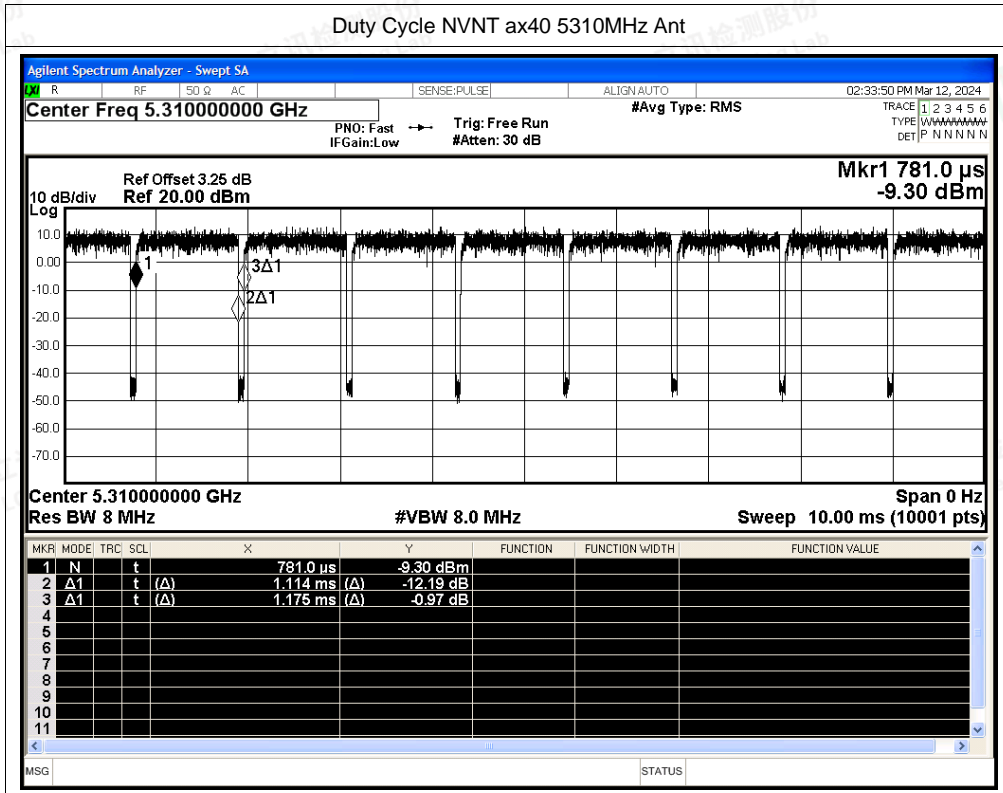 Duty Cycle NVNT ax40 5310MHz Ant
Agilent Spectrum Analyzer - Swept SA
LXI R RF 50 Ω AC SENSE:PULSE ALIGN AUTO 02:33:50 PM Mar 12, 2024
Center Freq 5.310000000 GHz #Avg Type: RMS TRACE 1 2 3 4 5 6
PNO: Fast Trig: Free Run TYPE WWWWWW
IFGain:Low #Atten: 30 dB DET P N N N N N
Mkr1 781.0 µs
Ref Offset 3.25 dB
10 dB/div Ref 20.00 dBm -9.30 dBm
Log
10.0
0.00
-10.0
-20.0
-30.0
-40.0
-50.0
-60.0
-70.0
1
3Δ1
2Δ1
Center 5.310000000 GHz Span 0 Hz
Res BW 8 MHz #VBW 8.0 MHz Sweep 10.00 ms (10001 pts)
MKR MODE TRC SCL X Y FUNCTION FUNCTION WIDTH FUNCTION VALUE
1 N t 781.0 µs -9.30 dBm
2 Δ1 t (Δ) 1.114 ms (Δ) -12.19 dB
3 Δ1 t (Δ) 1.175 ms (Δ) -0.97 dB
4
5
6
7
8
9
10
11
MSG STATUS